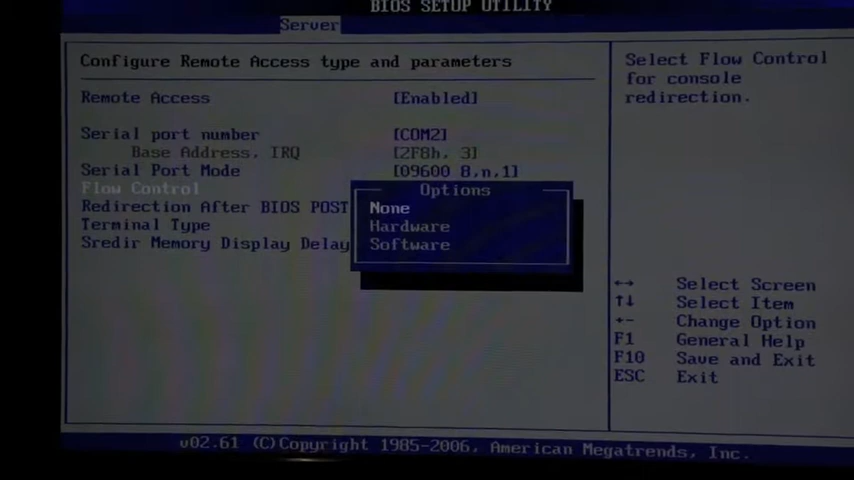 BIOS SETUP UTILITY
Server
Configure Remote Access type and parameters
Remote Access [Enabled]
Serial port number [COM2]
Base Address, IRQ [2F8h, 3]
Serial Port Mode [09600 8,n,1]
Flow Control
Redirection After BIOS POST
Terminal Type
Sredir Memory Display Delay
Options
None
Hardware
Software
Select Flow Control
for console
redirection.
↔ Select Screen
↑↓ Select Item
+- Change Option
F1 General Help
F10 Save and Exit
ESC Exit
v02.61 (C)Copyright 1985-2006, American Megatrends, Inc.